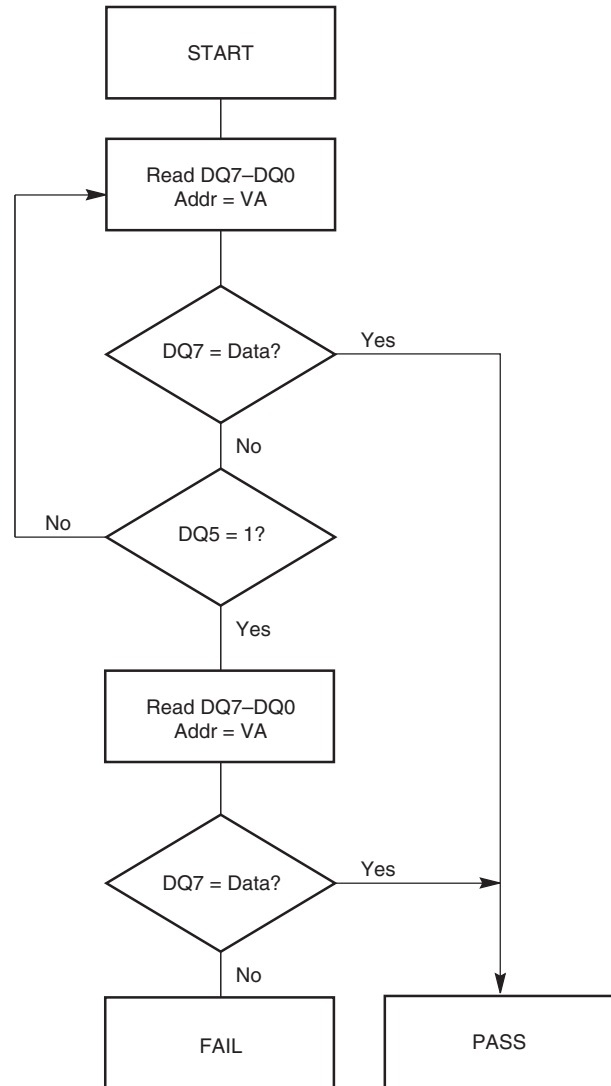 START
Read DQ7–DQ0
Addr = VA
DQ7 = Data?
Yes
No
No
DQ5 = 1?
Yes
Read DQ7–DQ0
Addr = VA
DQ7 = Data?
Yes
No
FAIL
PASS